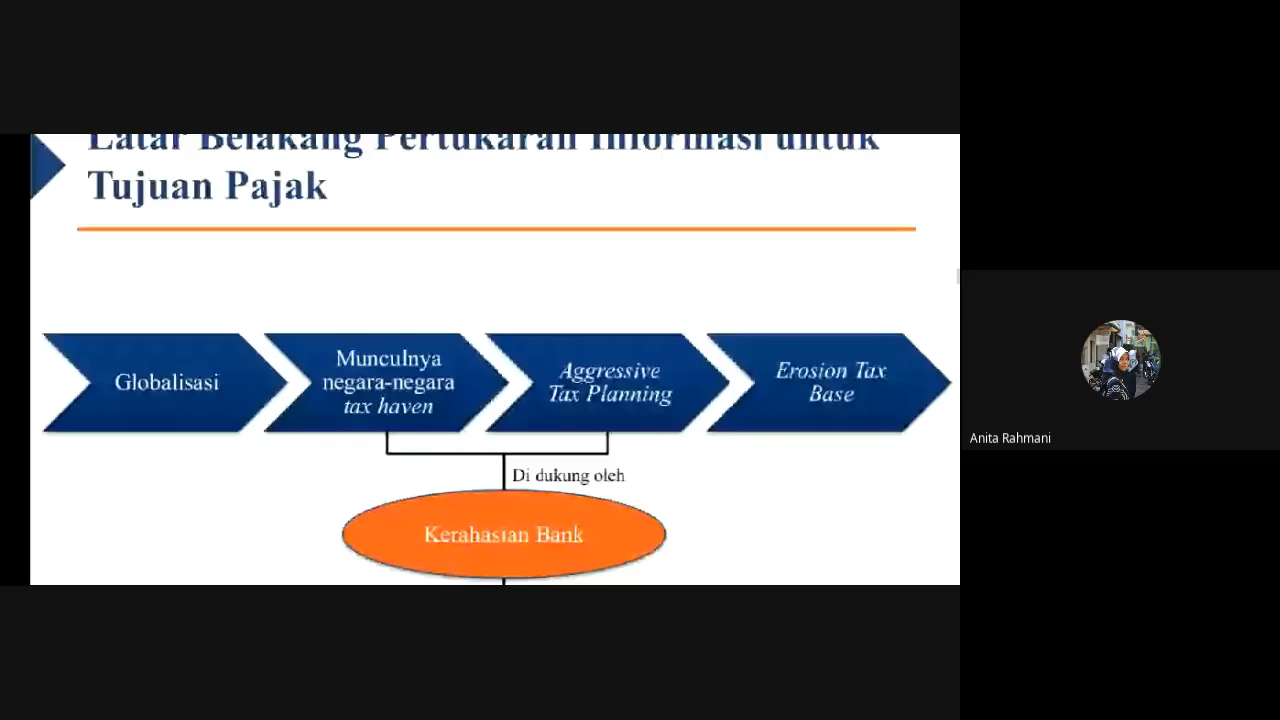 Latar Belakang Pertukaran Informasi untuk
Tujuan Pajak
Globalisasi
Munculnya
negara-negara
tax haven
Aggressive
Tax Planning
Erosion Tax
Base
Di dukung oleh
Kerahasian Bank
Anita Rahmani